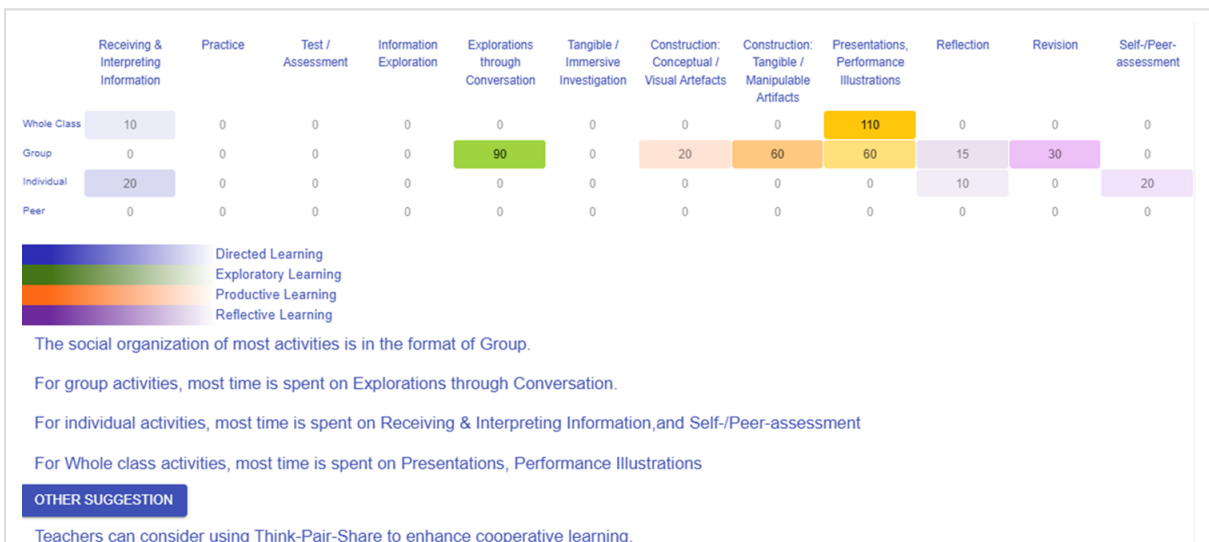 Receiving & Interpreting Information
Practice
Test / Assessment
Information Exploration
Explorations through Conversation
Tangible / Immersive Investigation
Construction: Conceptual / Visual Artefacts
Construction: Tangible / Manipulable Artifacts
Presentations, Performance Illustrations
Reflection
Revision
Self-/Peer-assessment
Whole Class 10 0 0 0 0 0 0 0 110 0 0 0
Group 0 0 0 0 90 0 20 60 60 15 30 0
Individual 20 0 0 0 0 0 0 0 0 10 0 20
Peer 0 0 0 0 0 0 0 0 0 0 0 0
Directed Learning
Exploratory Learning
Productive Learning
Reflective Learning
The social organization of most activities is in the format of Group.
For group activities, most time is spent on Explorations through Conversation.
For individual activities, most time is spent on Receiving & Interpreting Information,and Self-/Peer-assessment
For Whole class activities, most time is spent on Presentations, Performance Illustrations
OTHER SUGGESTION
Teachers can consider using Think-Pair-Share to enhance cooperative learning.